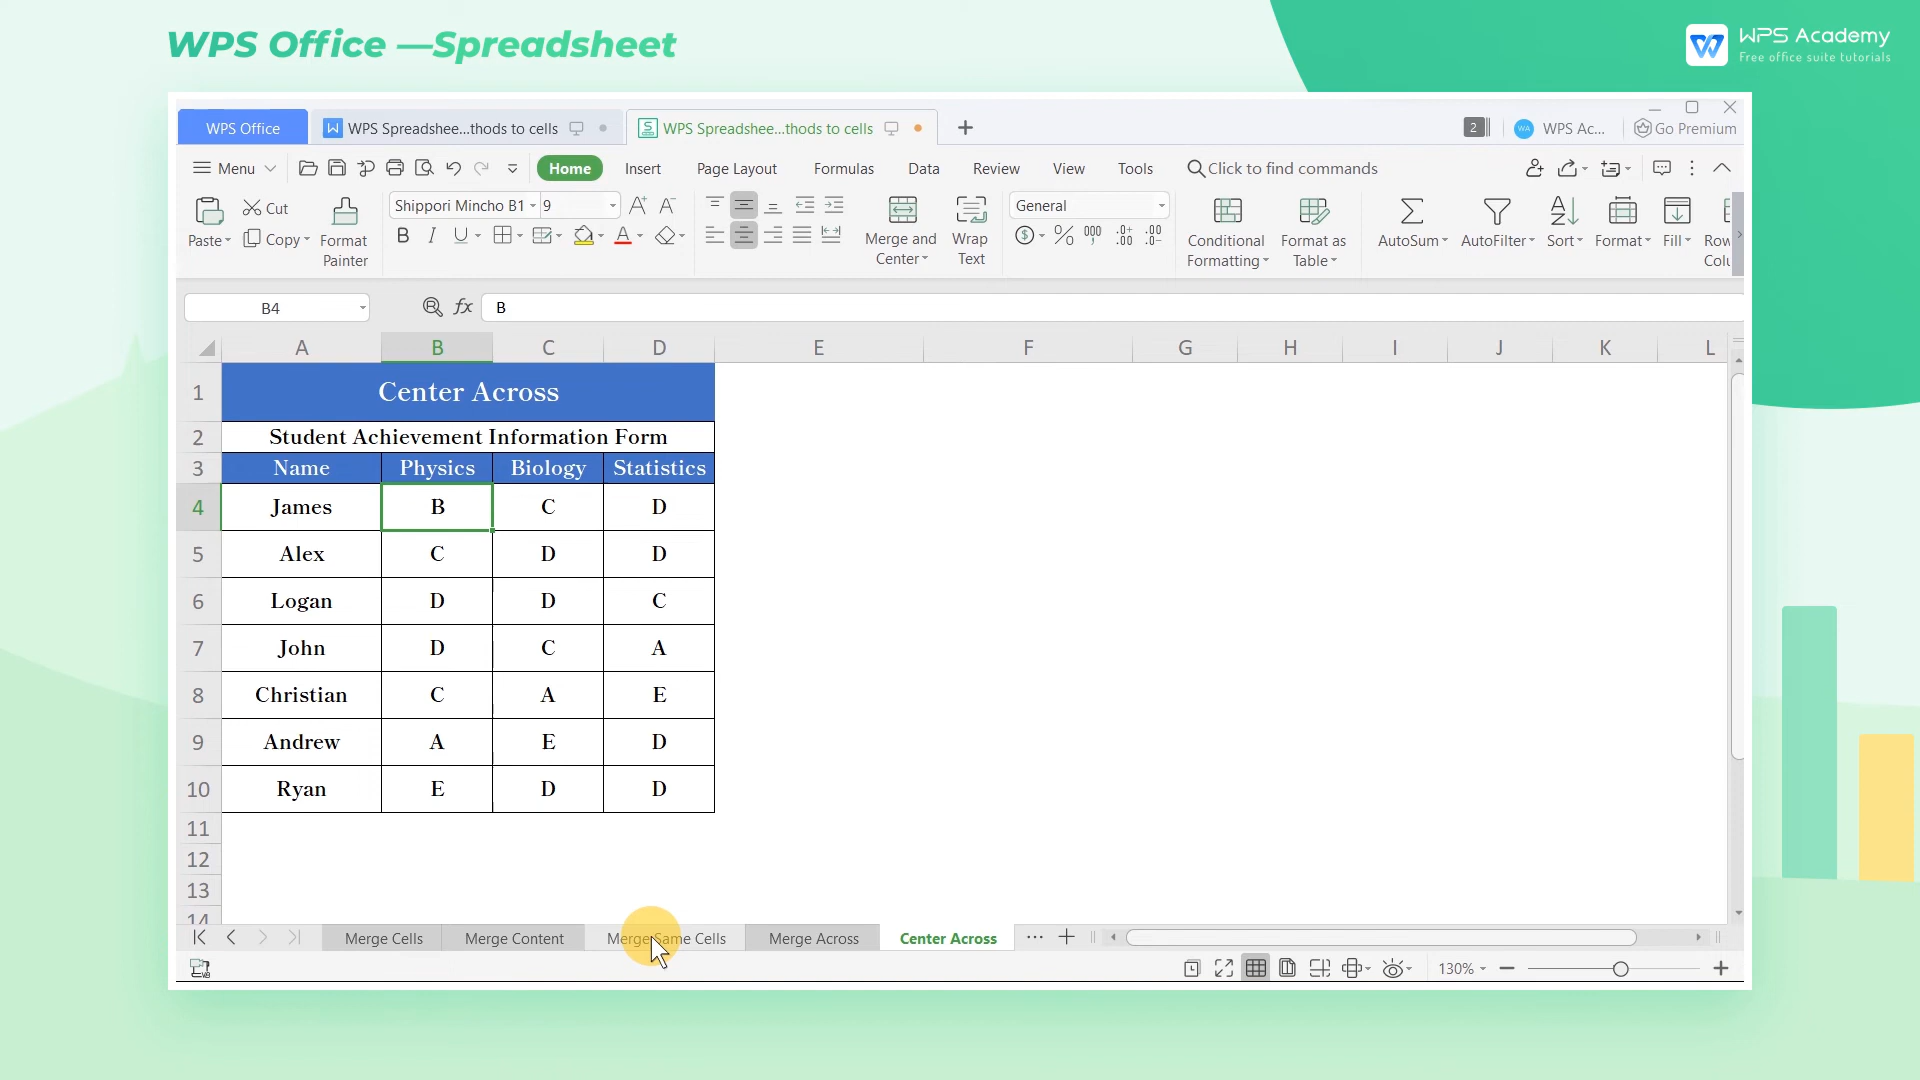 WPS Office —Spreadsheet
WPS Academy
Free office suite tutorials
WPS Office
W WPS Spreadshee...thods to cells
S WPS Spreadshee...thods to cells
2
WA WPS Ac...
Go Premium
Menu
Home Insert Page Layout Formulas Data Review View Tools Click to find commands
Paste
Cut
Copy
Format
Painter
Shippori Mincho B1 9
Merge and
Center
Wrap
Text
General
Conditional
Formatting
Format as
Table
AutoSum AutoFilter Sort Format Fill
B4 fx B
A B C D E F G H I J K L
1 Center Across
2 Student Achievement Information Form
3 Name Physics Biology Statistics
4 James B C D
5 Alex C D D
6 Logan D D C
7 John D C A
8 Christian C A E
9 Andrew A E D
10 Ryan E D D
11
12
13
14
Merge Cells Merge Content Merge Same Cells Merge Across Center Across ...
130%